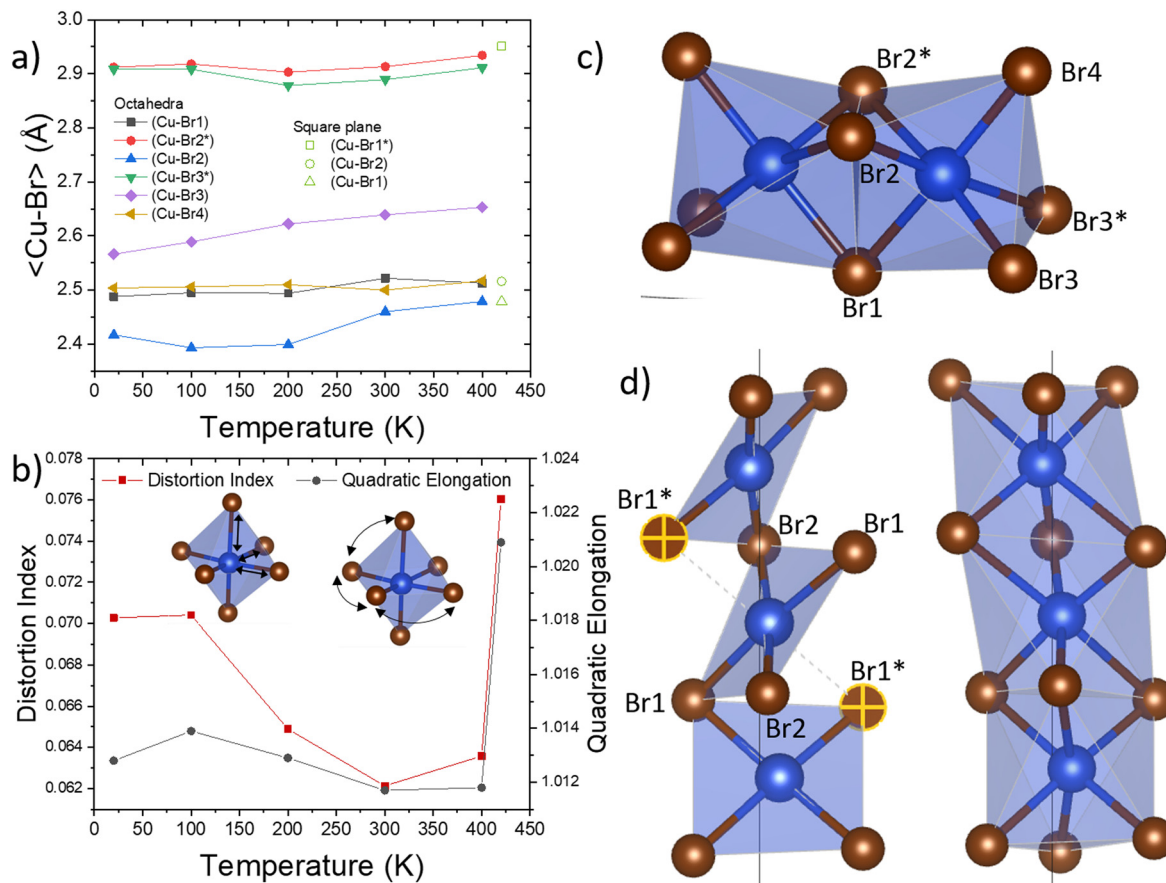 a)
<Cu-Br> (Å)
3.0
2.9
2.8
2.7
2.6
2.5
2.4
Octahedra
(Cu-Br1)
(Cu-Br2*)
(Cu-Br2)
(Cu-Br3*)
(Cu-Br3)
(Cu-Br4)
Square plane
(Cu-Br1*)
(Cu-Br2)
(Cu-Br1)
0 50 100 150 200 250 300 350 400 450
Temperature (K)
c)
Br2*
Br4
Br2
Br3*
Br1
Br3
b)
Distortion Index
0.078
0.076
0.074
0.072
0.070
0.068
0.066
0.064
0.062
Distortion Index Quadratic Elongation
1.024
1.022
1.020
1.018
1.016
1.014
1.012
Quadratic Elongation
0 50 100 150 200 250 300 350 400 450
Temperature (K)
d)
Br1*
Br2
Br1
Br1*
Br1
Br2